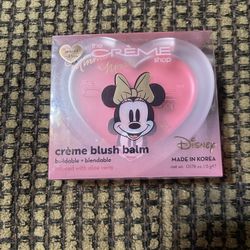 the
CRÈME
shop
Disney
crème blush balm
buildable + blendable
infused with aloe vera
MADE IN KOREA